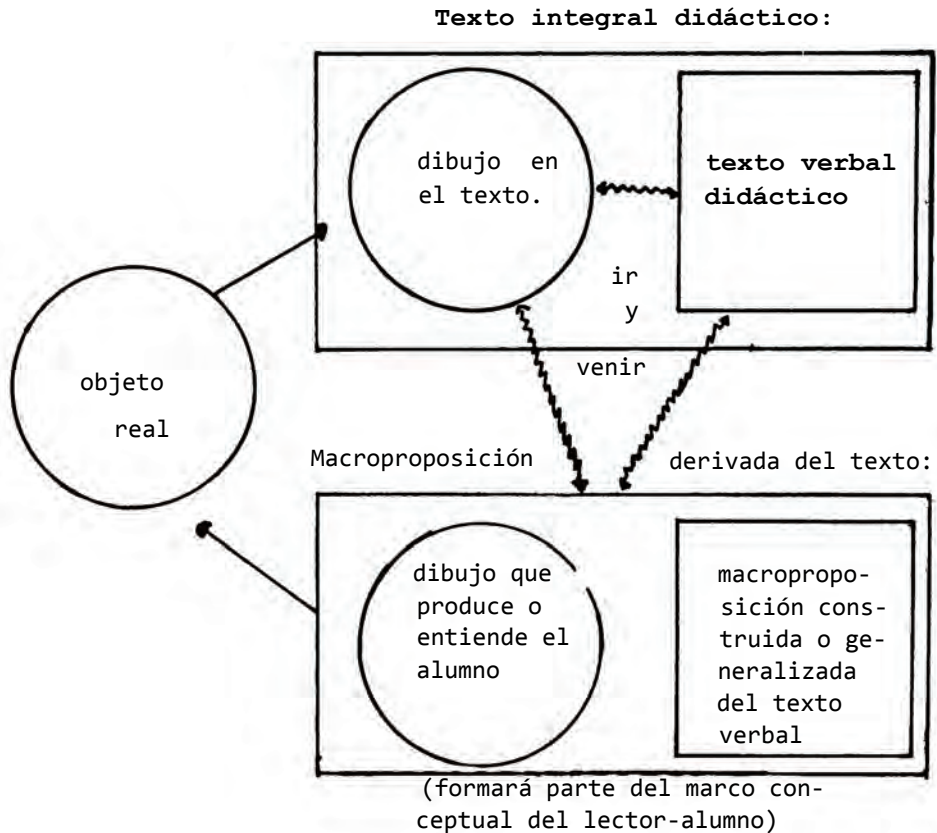 Texto integral didáctico:
dibujo en
el texto.
texto verbal
didáctico
ir
y
venir
objeto
real
Macroproposición
derivada del texto:
dibujo que
produce o
entiende el
alumno
macropropo-
sición cons-
truida o ge-
neralizada
del texto
verbal
(formará parte del marco con-
ceptual del lector-alumno)